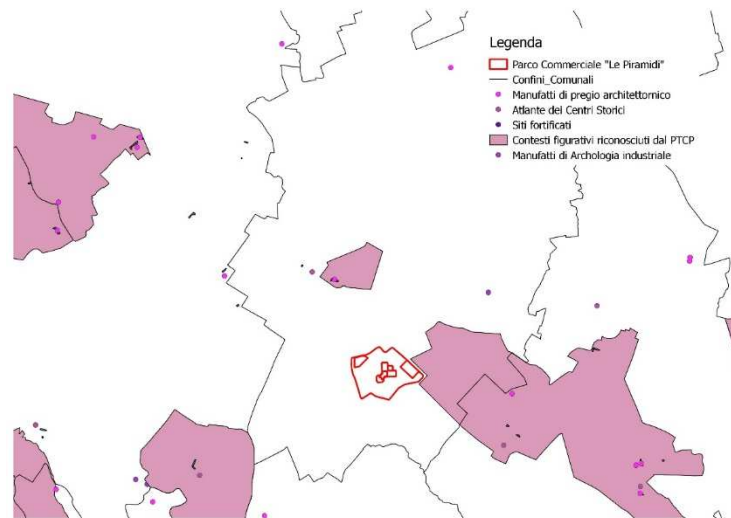 Legenda
Parco Commerciale "Le Piramidi"
Confini_Comunali
Manufatti di pregio architettornico
Atlante dei Centri Storici
Siti fortificati
Contesti figurativi riconosciuti dal PTCP
Manufatti di Archologia industriale